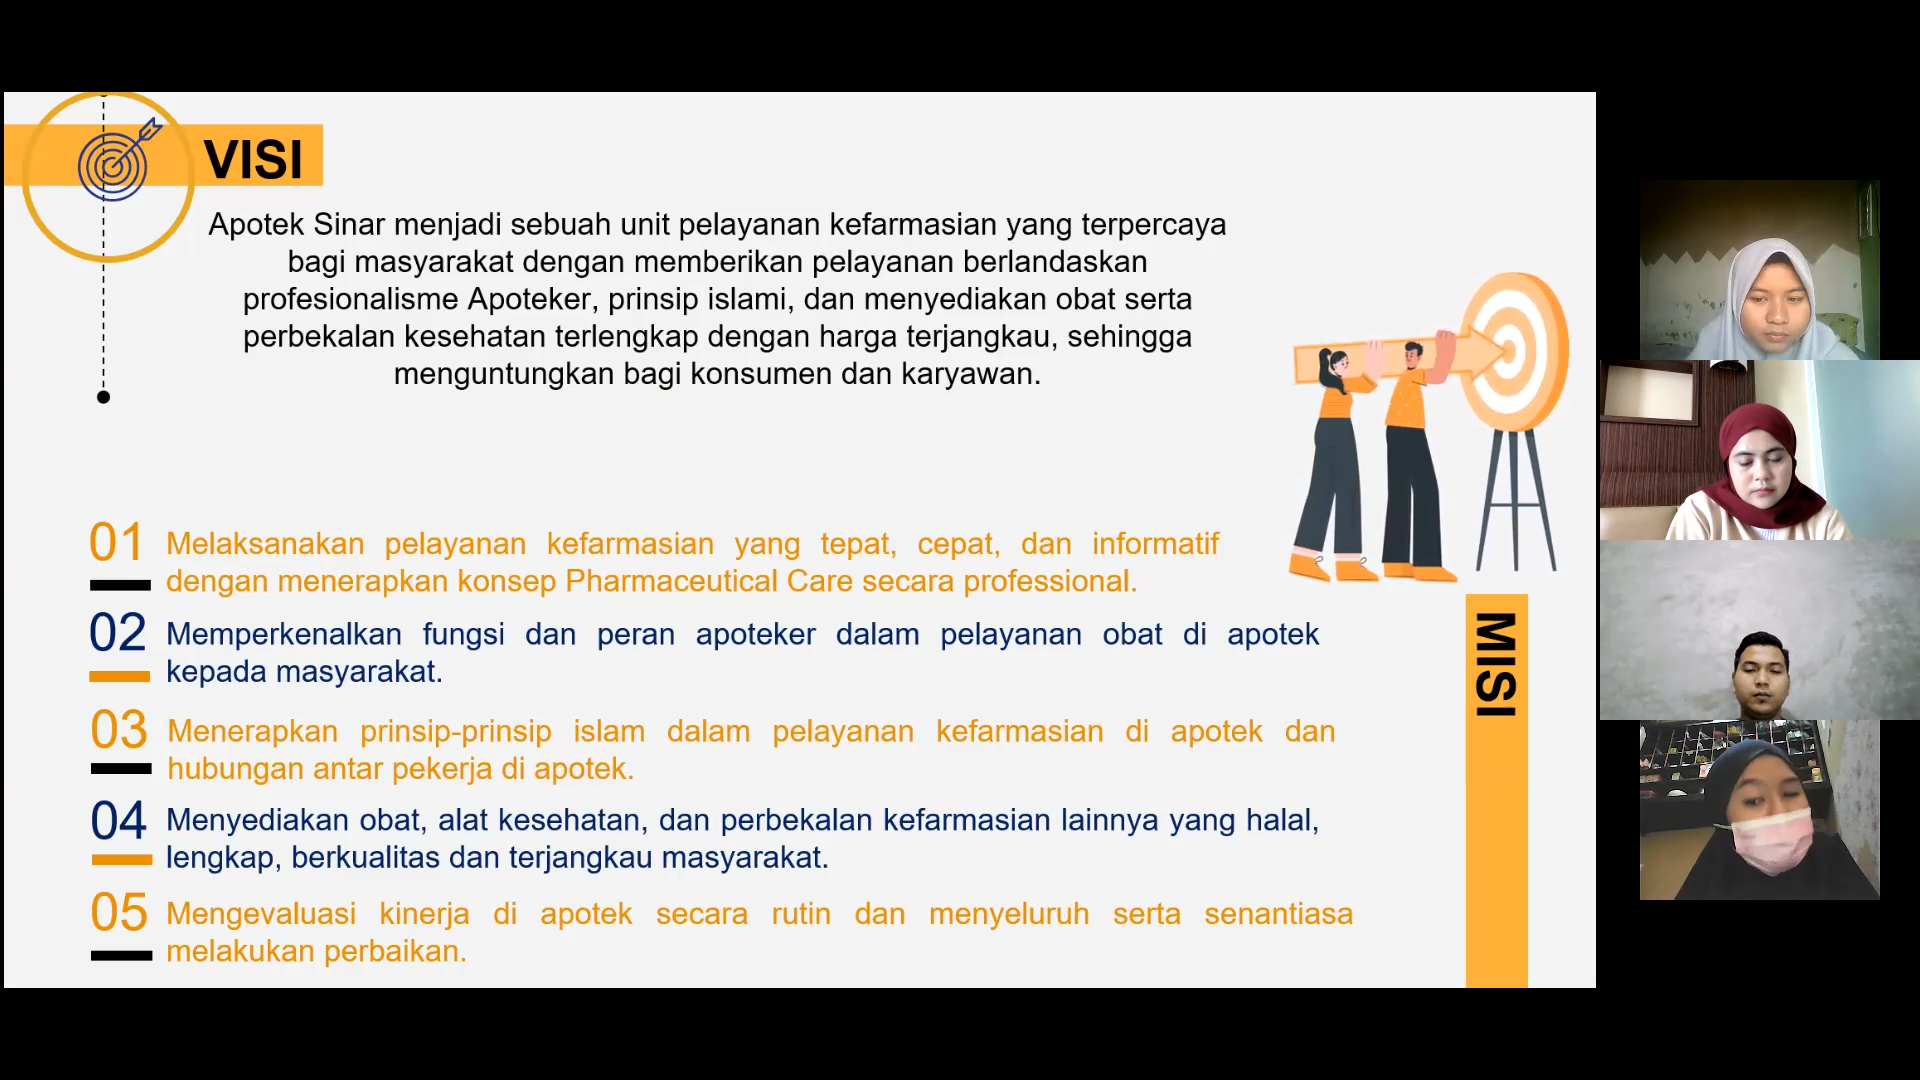 VISI
Apotek Sinar menjadi sebuah unit pelayanan kefarmasian yang terpercaya
bagi masyarakat dengan memberikan pelayanan berlandaskan
profesionalisme Apoteker, prinsip islami, dan menyediakan obat serta
perbekalan kesehatan terlengkap dengan harga terjangkau, sehingga
menguntungkan bagi konsumen dan karyawan.
MISI
01
Melaksanakan pelayanan kefarmasian yang tepat, cepat, dan informatif
dengan menerapkan konsep Pharmaceutical Care secara professional.
02
Memperkenalkan fungsi dan peran apoteker dalam pelayanan obat di apotek
kepada masyarakat.
03
Menerapkan prinsip-prinsip islam dalam pelayanan kefarmasian di apotek dan
hubungan antar pekerja di apotek.
04
Menyediakan obat, alat kesehatan, dan perbekalan kefarmasian lainnya yang halal,
lengkap, berkualitas dan terjangkau masyarakat.
05
Mengevaluasi kinerja di apotek secara rutin dan menyeluruh serta senantiasa
melakukan perbaikan.